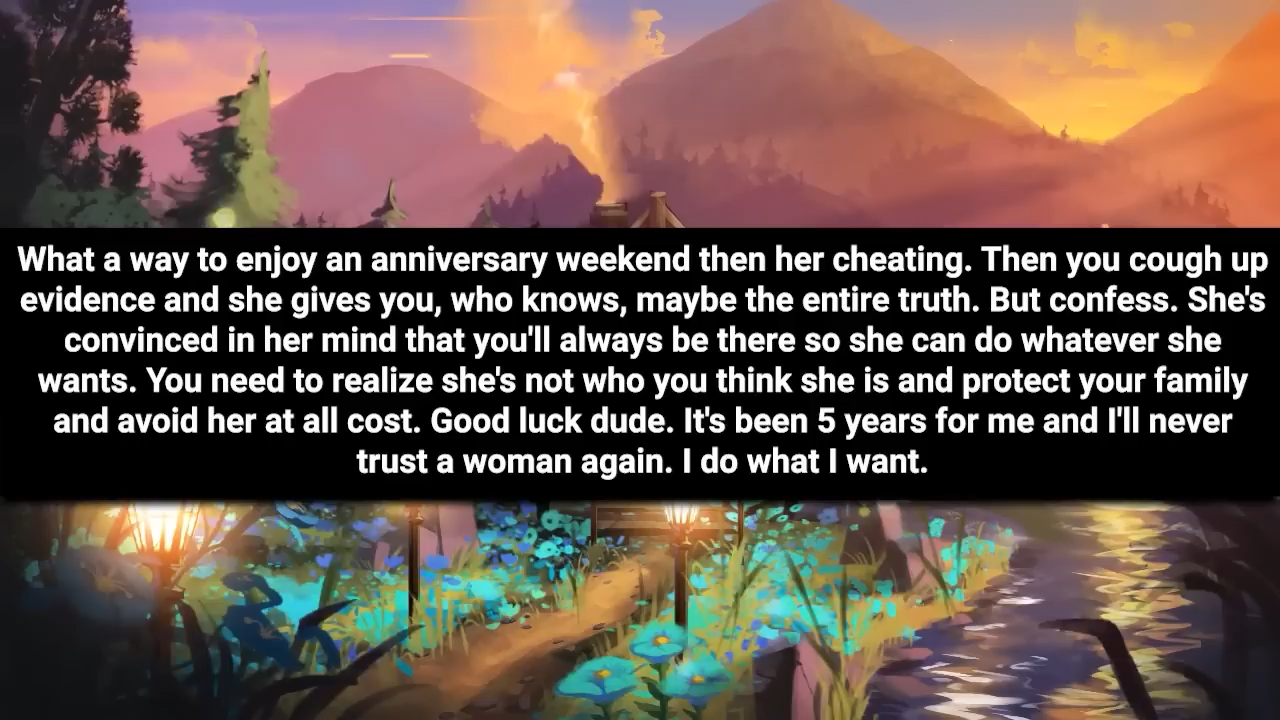 What a way to enjoy an anniversary weekend then her cheating. Then you cough up
evidence and she gives you, who knows, maybe the entire truth. But confess. She's
convinced in her mind that you'll always be there so she can do whatever she
wants. You need to realize she's not who you think she is and protect your family
and avoid her at all cost. Good luck dude. It's been 5 years for me and I'll never
trust a woman again. I do what I want.